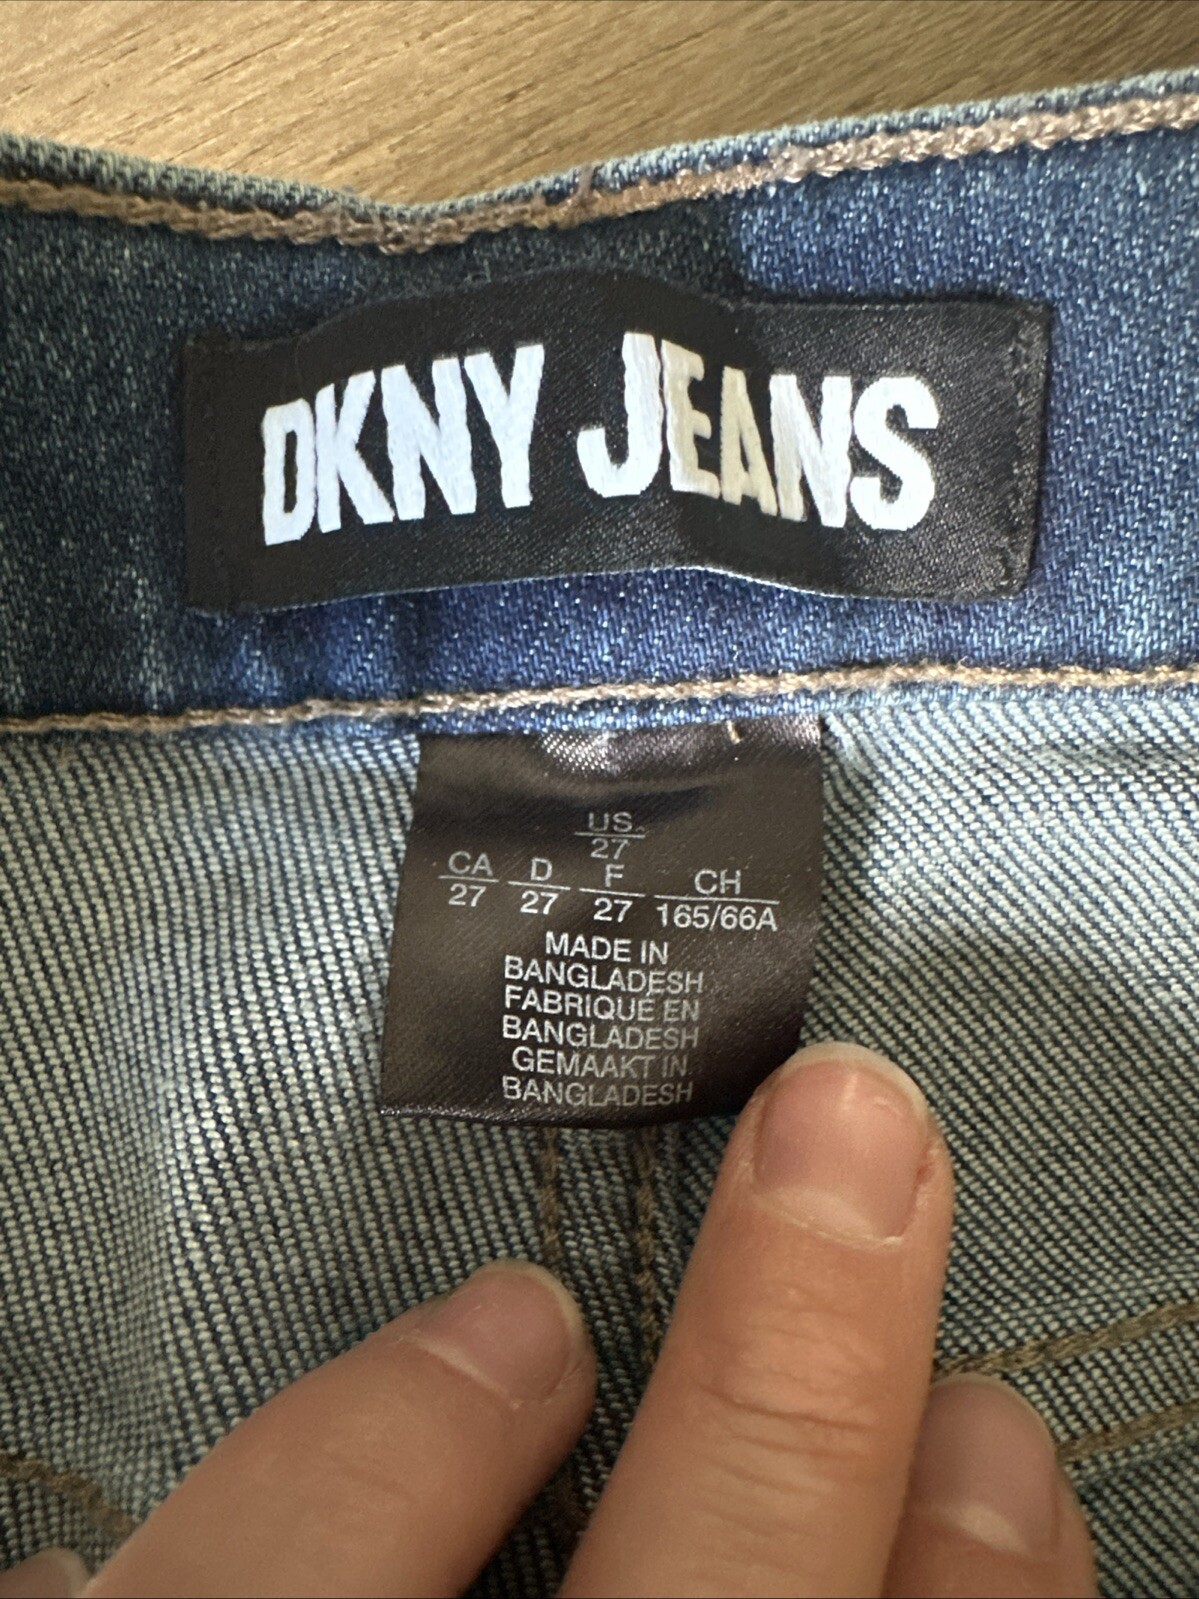 DKNY JEANS
US
27
CA D F CH
27 27 27 165/66A
MADE IN
BANGLADESH
FABRIQUÉ EN
BANGLADESH
GEMAAKT IN
BANGLADESH